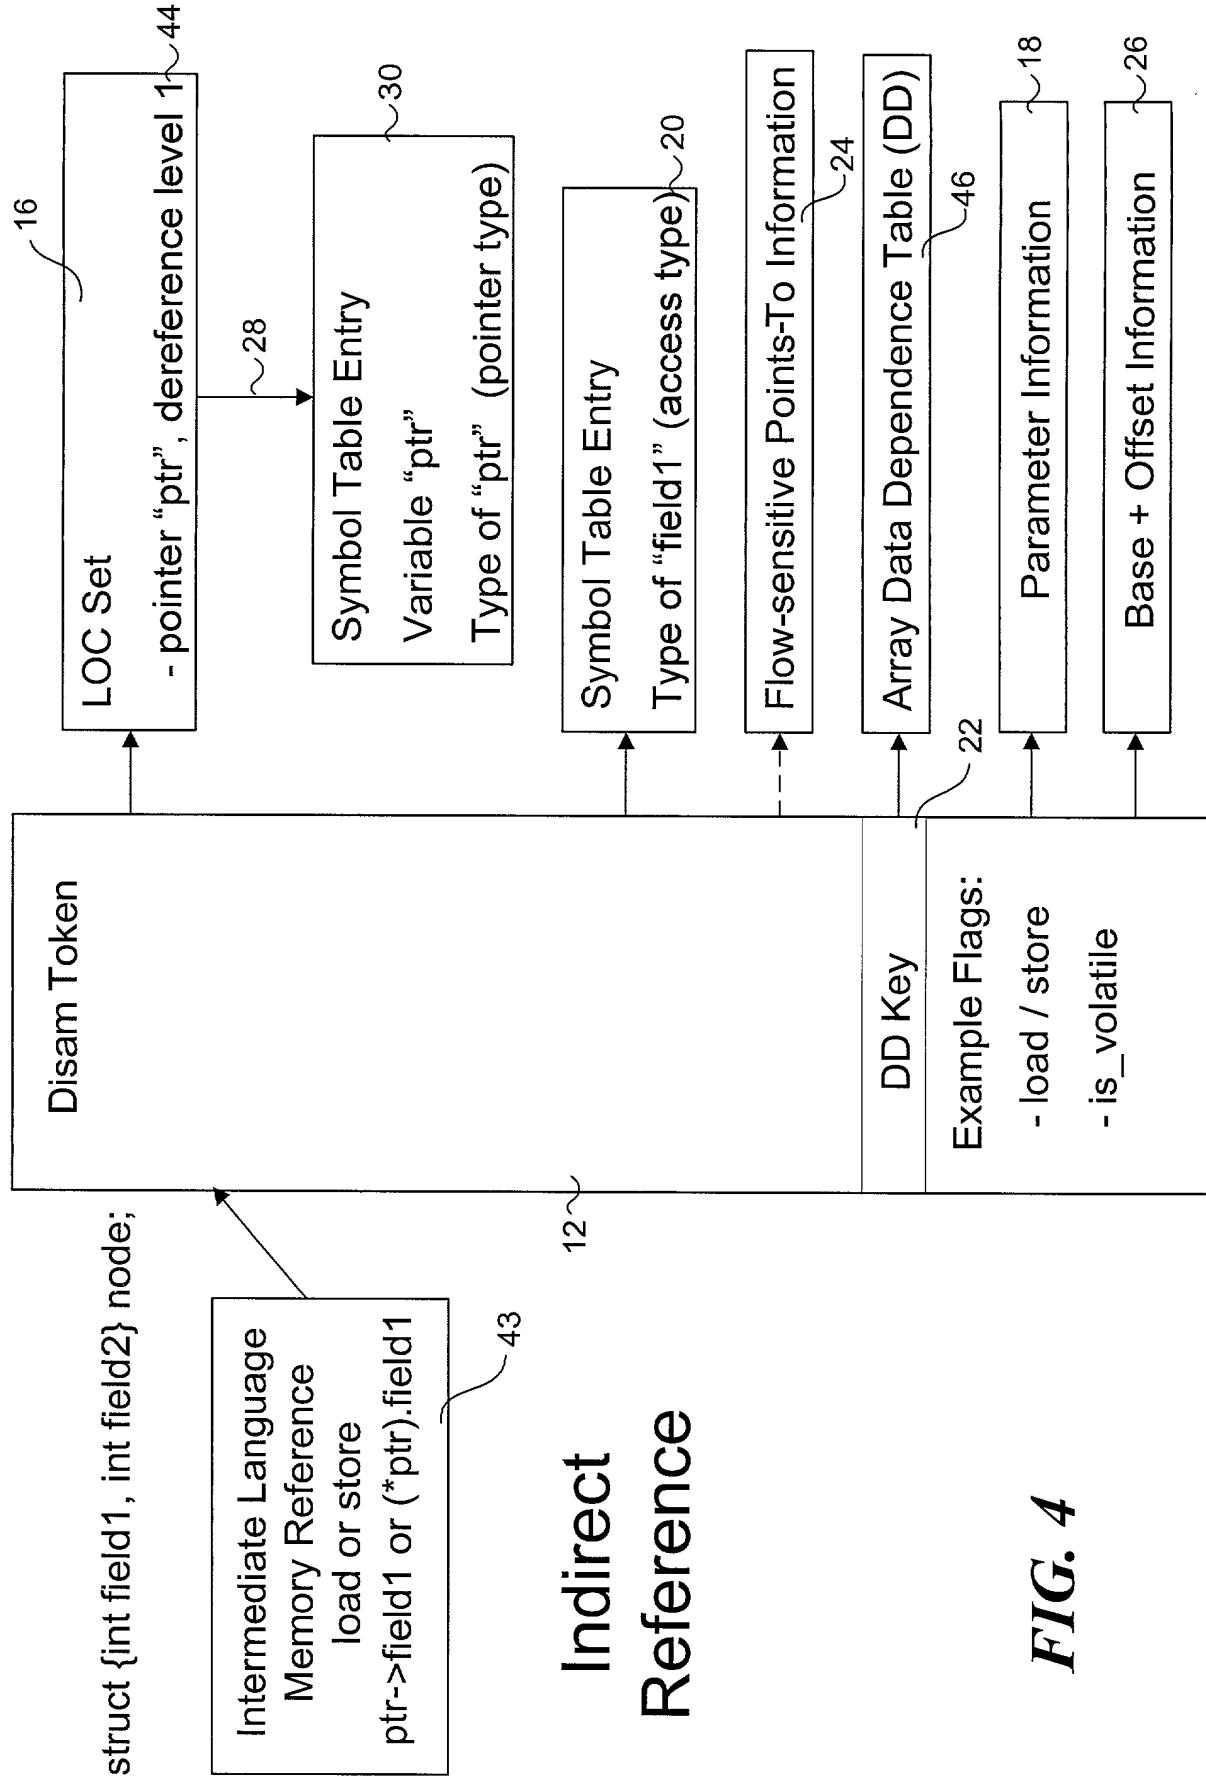 struct {int field1, int field2} node;
Intermediate Language
Memory Reference
load or store
ptr->field1 or (*ptr).field1
43
Indirect
Reference
FIG. 4
Disam Token
12
DD Key
22
Example Flags:
- load / store
- is_volatile
16
LOC Set
- pointer “ptr”, dereference level 1
44
28
30
Symbol Table Entry
Variable “ptr”
Type of “ptr” (pointer type)
Symbol Table Entry
Type of “field1” (access type)
20
Flow-sensitive Points-To Information
24
Array Data Dependence Table (DD)
46
Parameter Information
18
Base + Offset Information
26